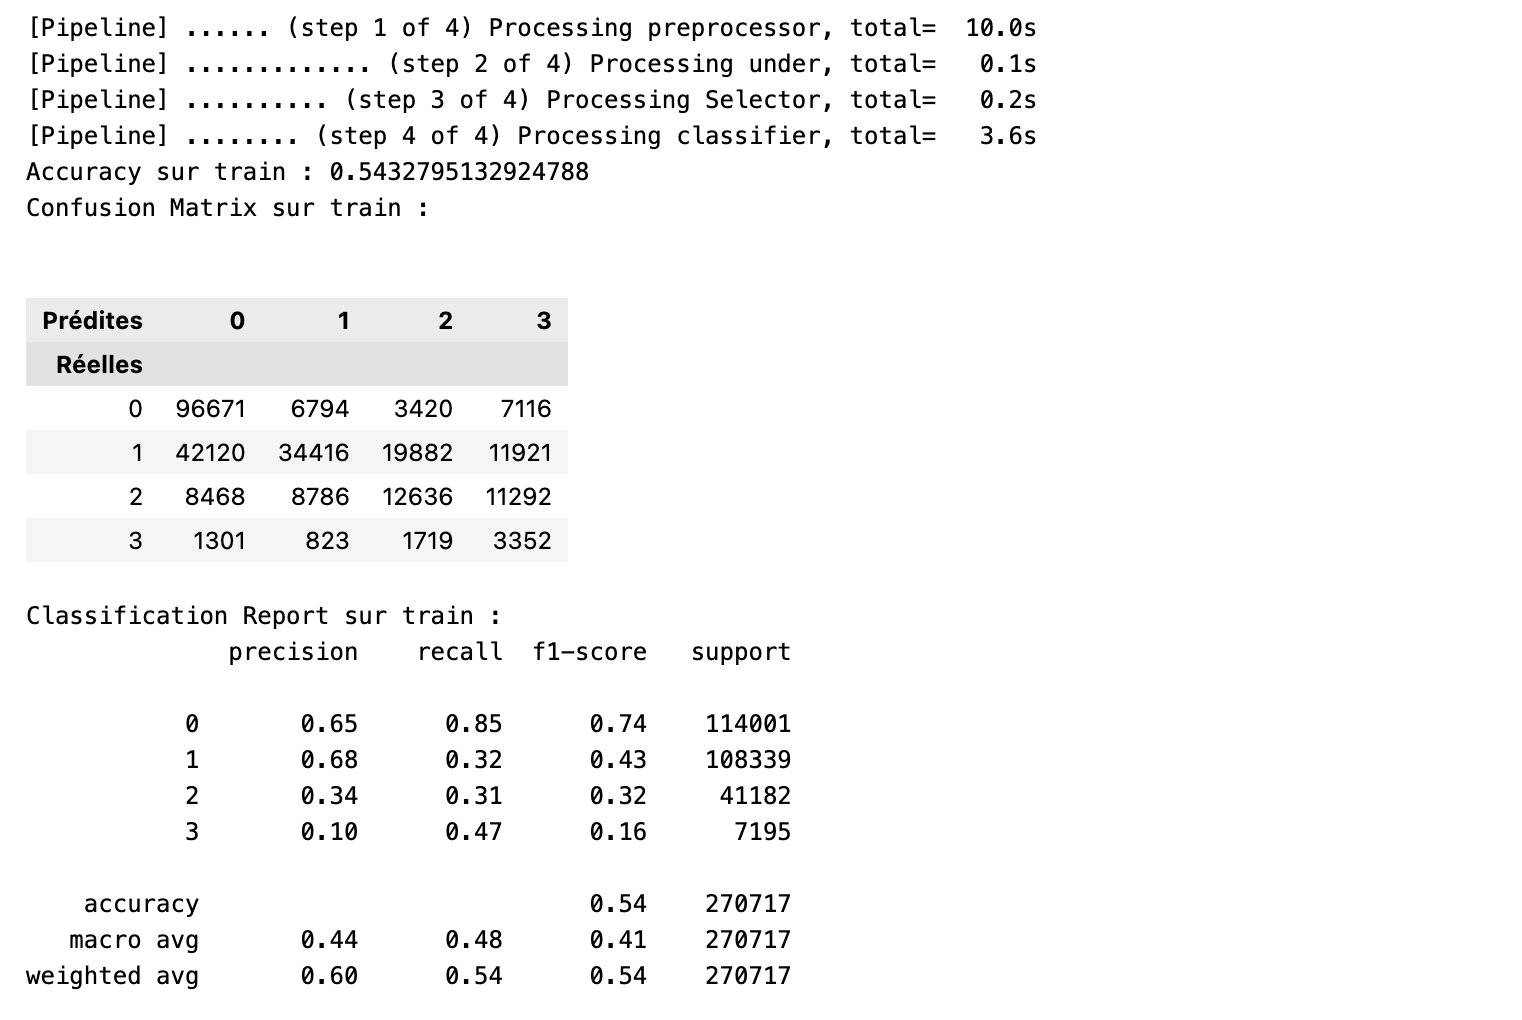 [Pipeline] ...... (step 1 of 4) Processing preprocessor, total=  10.0s
[Pipeline] ............. (step 2 of 4) Processing under, total=   0.1s
[Pipeline] .......... (step 3 of 4) Processing Selector, total=   0.2s
[Pipeline] ........ (step 4 of 4) Processing classifier, total=   3.6s
Accuracy sur train : 0.5432795132924788
Confusion Matrix sur train :
Prédites 0 1 2 3
Réelles
0 96671 6794 3420 7116
1 42120 34416 19882 11921
2 8468 8786 12636 11292
3 1301 823 1719 3352
Classification Report sur train :
precision recall f1-score support
0 0.65 0.85 0.74 114001
1 0.68 0.32 0.43 108339
2 0.34 0.31 0.32 41182
3 0.10 0.47 0.16 7195
accuracy 0.54 270717
macro avg 0.44 0.48 0.41 270717
weighted avg 0.60 0.54 0.54 270717